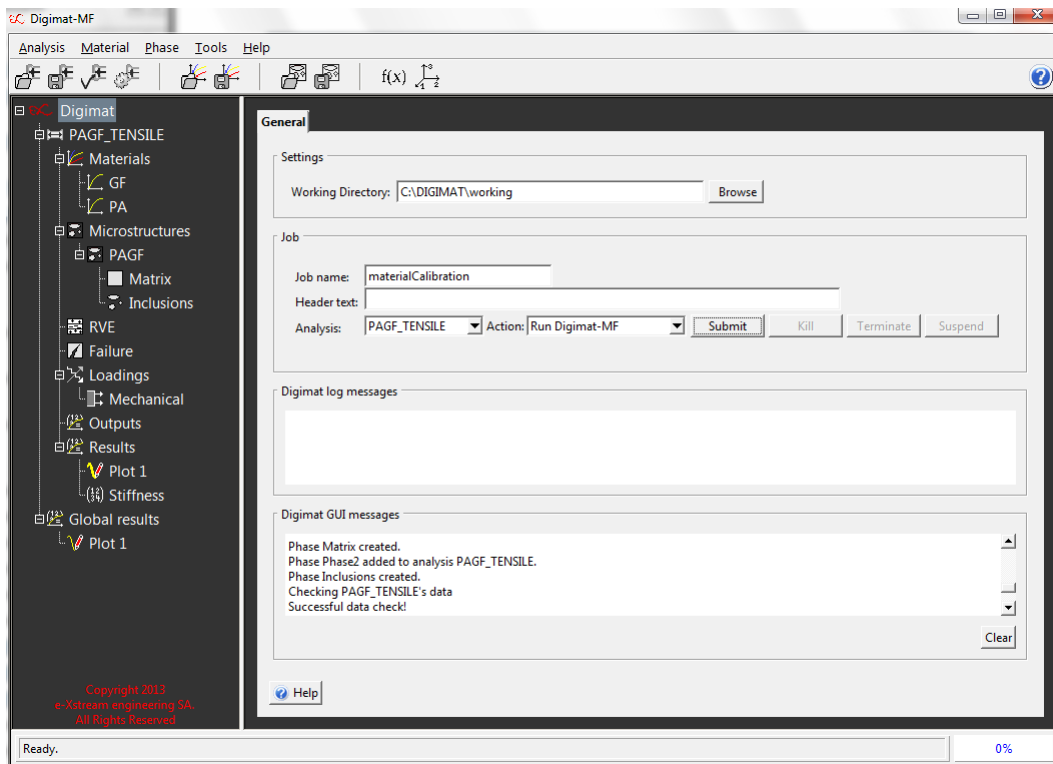 Digimat-MF
Analysis Material Phase Tools Help
f(x) 1 2 3
Digimat
PAGF_TENSILE
Materials
GF
PA
Microstructures
PAGF
Matrix
Inclusions
RVE
Failure
Loadings
Mechanical
Outputs
Results
Plot 1
Stiffness
Global results
Plot 1
Copyright 2013
e-Xstream engineering SA.
All Rights Reserved
General
Settings
Working Directory: C:\DIGIMAT\working Browse
Job
Job name: materialCalibration
Header text:
Analysis: PAGF_TENSILE Action: Run Digimat-MF Submit Kill Terminate Suspend
Digimat log messages
Digimat GUI messages
Phase Matrix created.
Phase Phase2 added to analysis PAGF_TENSILE.
Phase Inclusions created.
Checking PAGF_TENSILE's data
Successful data check!
Clear
Help
Ready. 0%